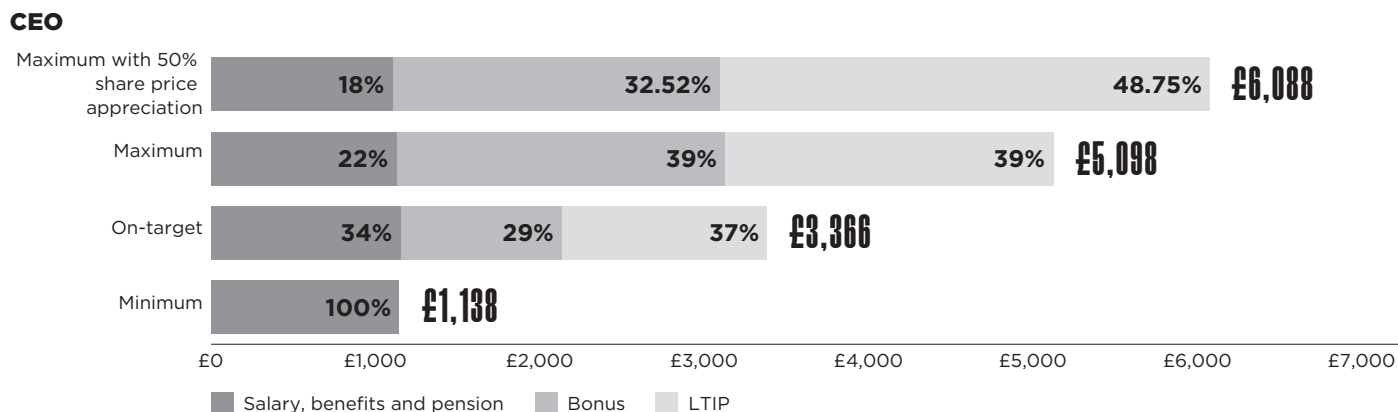 CEO
Maximum with 50%
share price
appreciation
18%
32.52%
48.75%
£6,088
Maximum
22%
39%
39%
£5,098
On-target
34%
29%
37%
£3,366
Minimum
100%
£1,138
£0
£1,000
£2,000
£3,000
£4,000
£5,000
£6,000
£7,000
Salary, benefits and pension
Bonus
LTIP